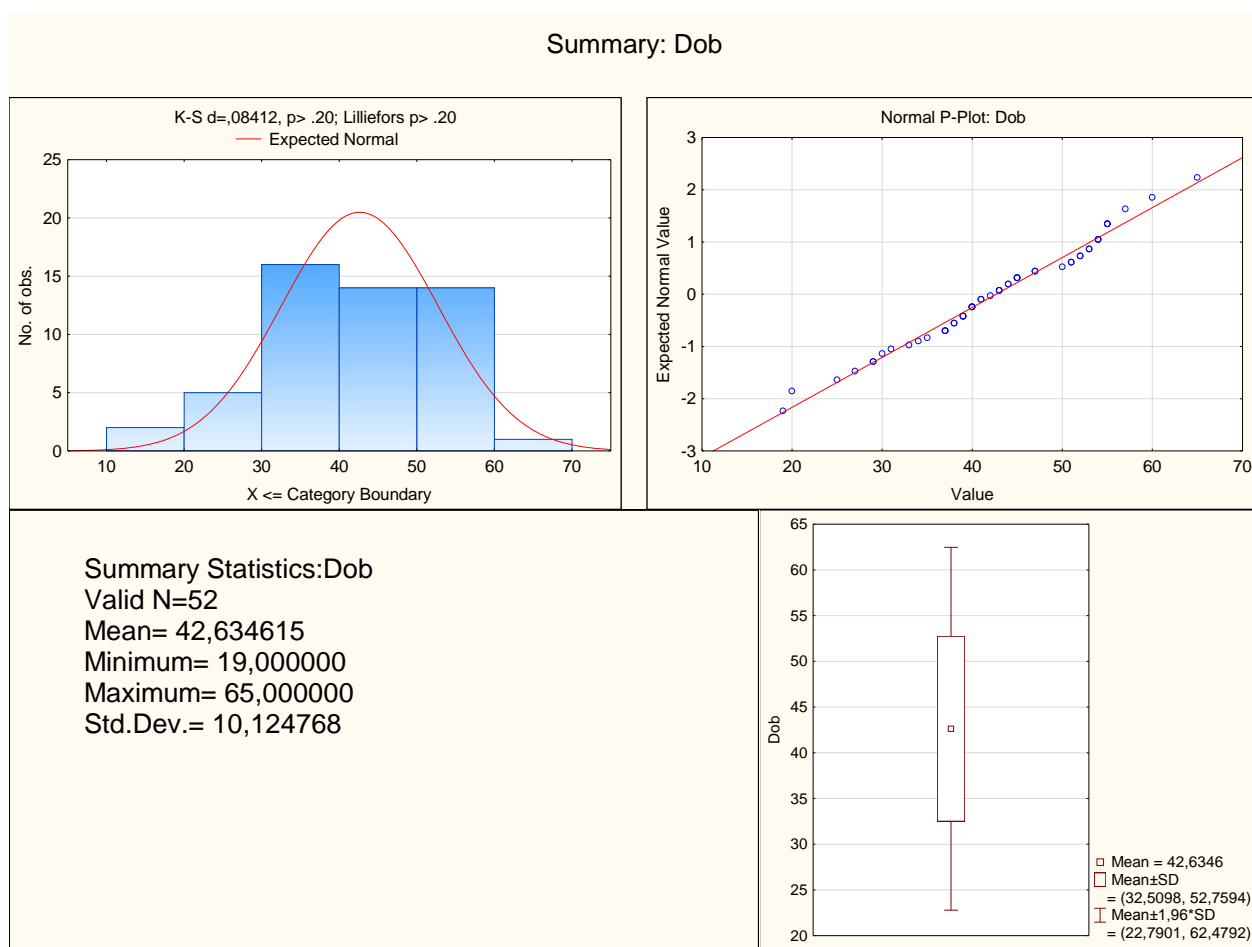 Summary: Dob
K-S d=,08412, p> .20; Lilliefors p> .20
Expected Normal
25
20
15
10
5
0
No. of obs.
10 20 30 40 50 60 70
X <= Category Boundary
Normal P-Plot: Dob
3
2
1
0
-1
-2
-3
Expected Normal Value
10 20 30 40 50 60 70
Value
Summary Statistics:Dob
Valid N=52
Mean= 42,634615
Minimum= 19,000000
Maximum= 65,000000
Std.Dev.= 10,124768
65
60
55
50
45
40
35
30
25
20
Dob
Mean = 42,6346
Mean±SD
= (32,5098, 52,7594)
Mean±1,96*SD
= (22,7901, 62,4792)